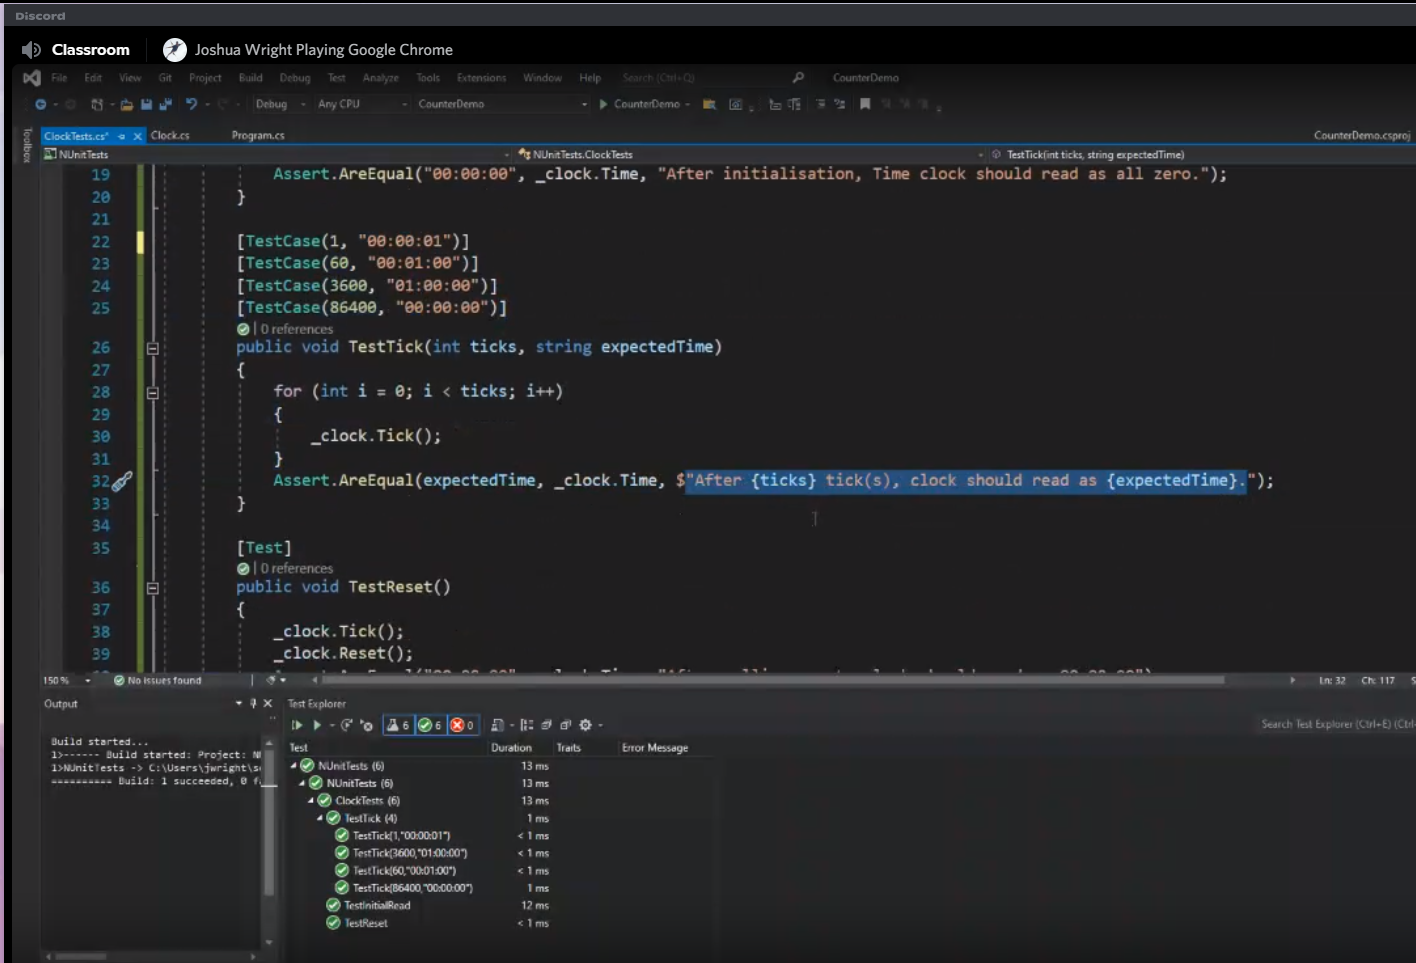 Discord
Classroom
Joshua Wright Playing Google Chrome
File Edit View Git Project Build Debug Test Analyze Tools Extensions Window Help Search (Ctrl+Q) CounterDemo
Debug Any CPU CounterDemo CounterDemo
Toolbox
ClockTests.cs* Clock.cs Program.cs CounterDemo.csproj
NUnitTests NUnitTests.ClockTests TestTick(int ticks, string expectedTime)
19 Assert.AreEqual("00:00:00", _clock.Time, "After initialisation, Time clock should read as all zero.");
20 }
21
22 [TestCase(1, "00:00:01")]
23 [TestCase(60, "00:01:00")]
24 [TestCase(3600, "01:00:00")]
25 [TestCase(86400, "00:00:00")]
0 references
26 public void TestTick(int ticks, string expectedTime)
27 {
28 for (int i = 0; i < ticks; i++)
29 {
30 _clock.Tick();
31 }
32 Assert.AreEqual(expectedTime, _clock.Time, $"After {ticks} tick(s), clock should read as {expectedTime}.");
33 }
34
35 [Test]
0 references
36 public void TestReset()
37 {
38 _clock.Tick();
39 _clock.Reset();
150 % No issues found Ln: 32 Ch: 117
Output
Build started...
1>------ Build started: Project: N
1>NUnitTests -> C:\Users\jwright\s
========== Build: 1 succeeded, 0 f
Test Explorer
6 6 0
Search Test Explorer (Ctrl+E) (Ctrl
Test Duration Traits Error Message
NUnitTests (6) 13 ms
NUnitTests (6) 13 ms
ClockTests (6) 13 ms
TestTick (4) 1 ms
TestTick(1,"00:00:01") < 1 ms
TestTick(3600,"01:00:00") < 1 ms
TestTick(60,"00:01:00") < 1 ms
TestTick(86400,"00:00:00") 1 ms
TestInitialRead 12 ms
TestReset < 1 ms